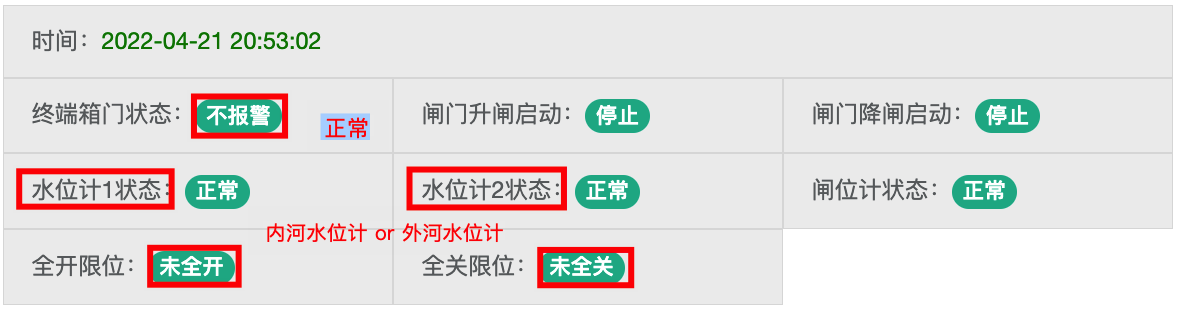 时间：2022-04-21 20:53:02
终端箱门状态：不报警 正常 闸门升闸启动：停止 闸门降闸启动：停止
水位计1状态：正常 水位计2状态：正常 闸位计状态：正常
内河水位计 or 外河水位计
全开限位：未全开 全关限位：未全关